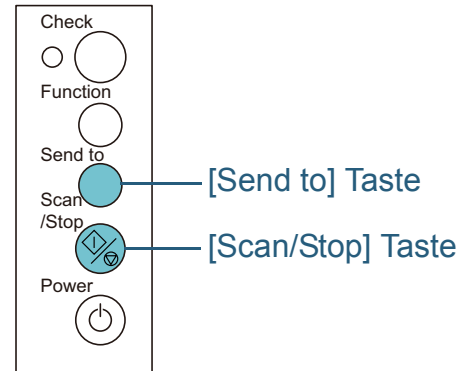 Check
Function
Send to
[Send to] Taste
Scan
/Stop
[Scan/Stop] Taste
Power